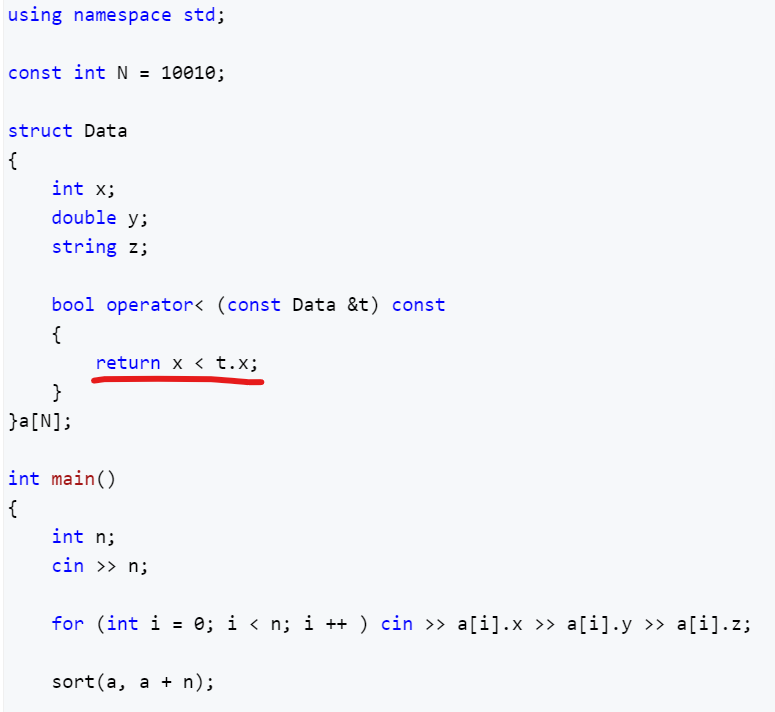 using namespace std;
const int N = 10010;
struct Data
{
    int x;
    double y;
    string z;
    bool operator< (const Data &t) const
    {
        return x < t.x;
    }
}a[N];
int main()
{
    int n;
    cin >> n;
    for (int i = 0; i < n; i ++ ) cin >> a[i].x >> a[i].y >> a[i].z;
    sort(a, a + n);